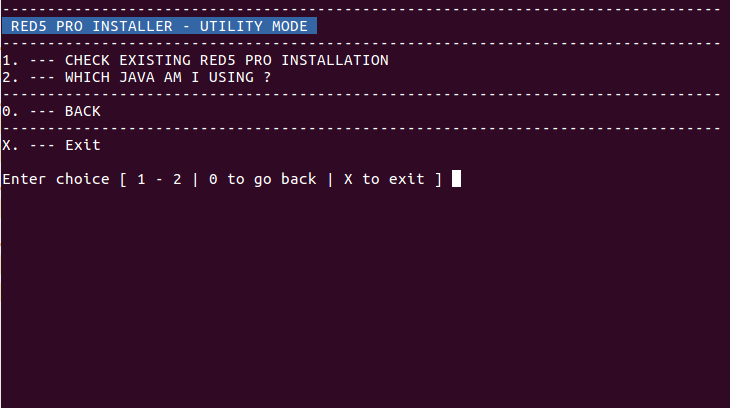 --------------------------------------------------------------------------------
RED5 PRO INSTALLER - UTILITY MODE
--------------------------------------------------------------------------------
1. --- CHECK EXISTING RED5 PRO INSTALLATION
2. --- WHICH JAVA AM I USING ?
--------------------------------------------------------------------------------
0. --- BACK
--------------------------------------------------------------------------------
X. --- Exit
Enter choice [ 1 - 2 | 0 to go back | X to exit ]